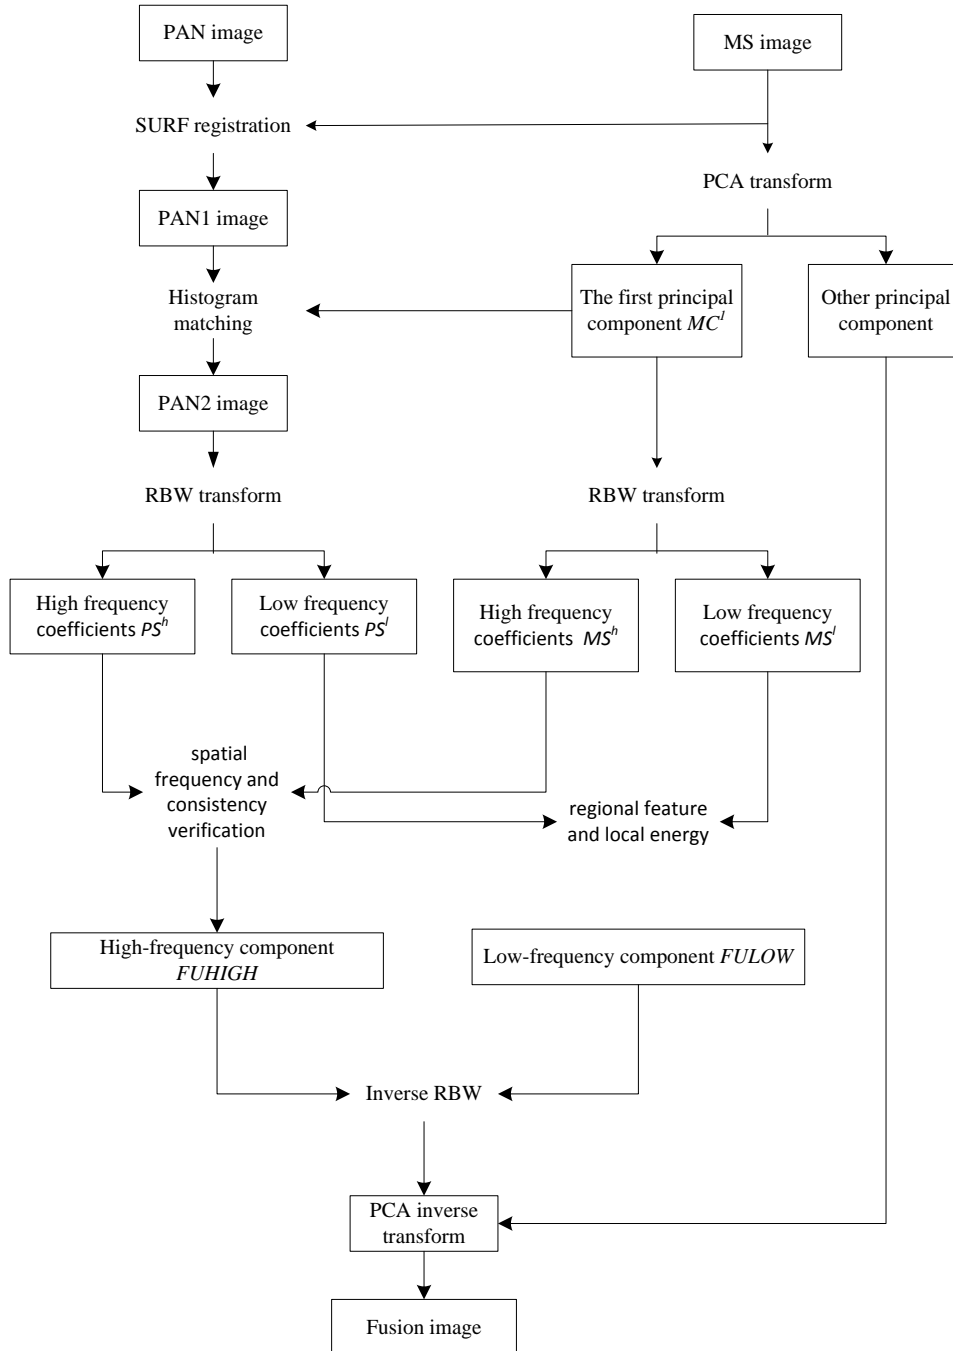 PAN image
MS image
SURF registration
PCA transform
PAN1 image
Histogram
matching
The first principal
component MC^1
Other principal
component
PAN2 image
RBW transform
RBW transform
High frequency
coefficients PS^h
Low frequency
coefficients PS^l
High frequency
coefficients MS^h
Low frequency
coefficients MS^l
spatial
frequency and
consistency
verification
regional feature
and local energy
High-frequency component
FUHIGH
Low-frequency component FULOW
Inverse RBW
PCA inverse
transform
Fusion image